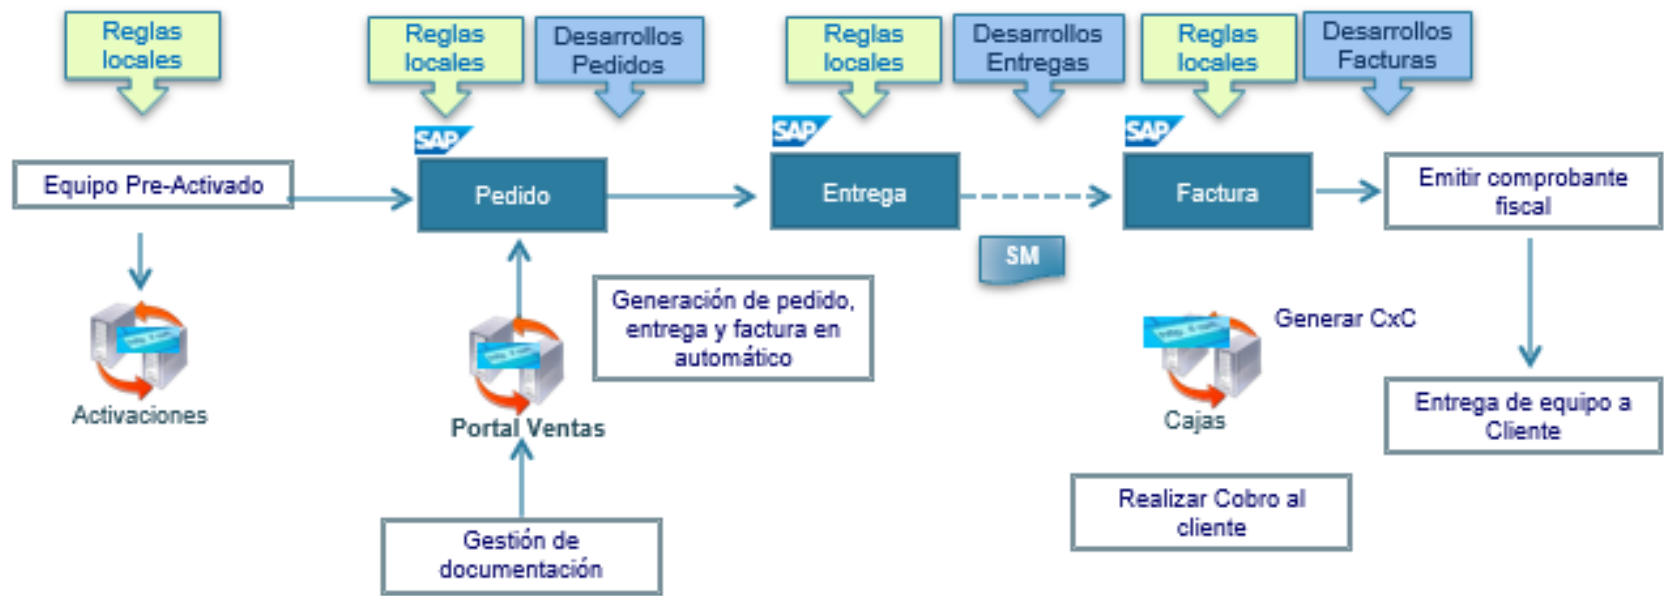 Reglas
locales
Reglas
locales
Desarrollos
Pedidos
Reglas
locales
Desarrollos
Entregas
Reglas
locales
Desarrollos
Facturas
SAP
SAP
SAP
Equipo Pre-Activado
Pedido
Entrega
Factura
Emitir comprobante
fiscal
SM
Generación de pedido,
entrega y factura en
automático
Generar CxC
Activaciones
Portal Ventas
Cajas
Entrega de equipo a
Cliente
Realizar Cobro al
cliente
Gestión de
documentación